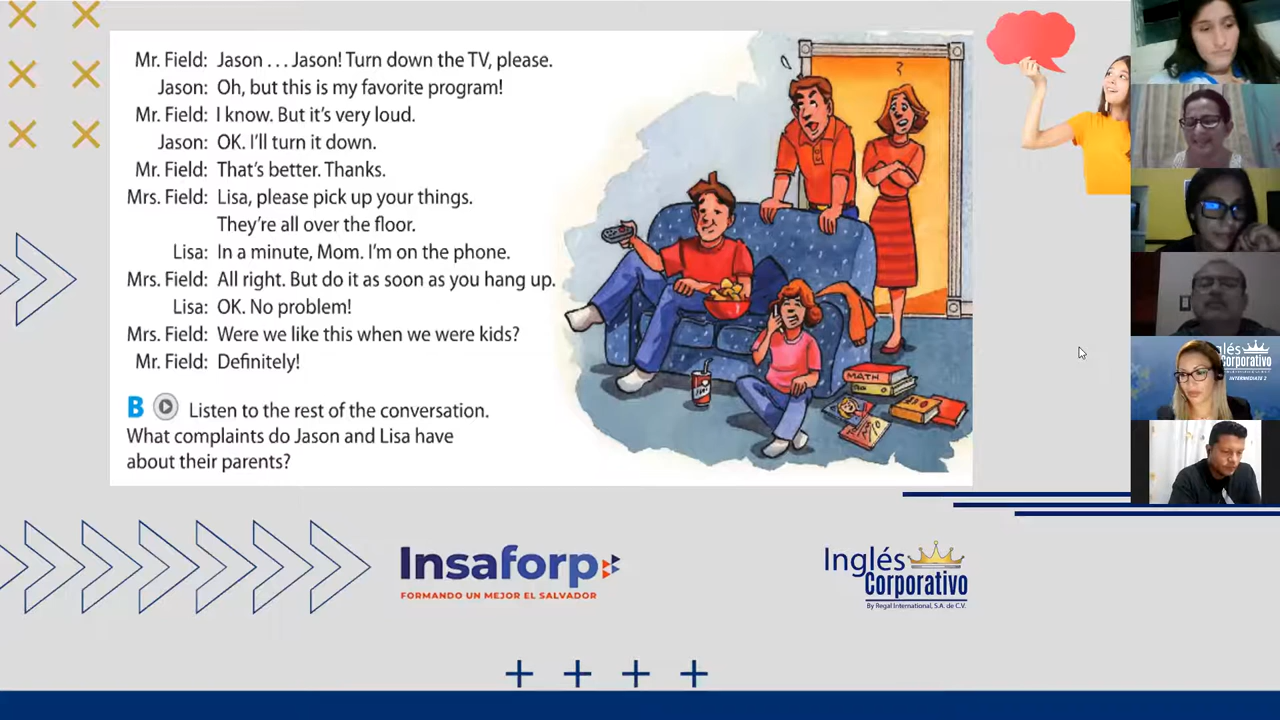 Mr. Field: Jason . . . Jason! Turn down the TV, please.
Jason: Oh, but this is my favorite program!
Mr. Field: I know. But it's very loud.
Jason: OK. I'll turn it down.
Mr. Field: That's better. Thanks.
Mrs. Field: Lisa, please pick up your things.
They're all over the floor.
Lisa: In a minute, Mom. I'm on the phone.
Mrs. Field: All right. But do it as soon as you hang up.
Lisa: OK. No problem!
Mrs. Field: Were we like this when we were kids?
Mr. Field: Definitely!
B Listen to the rest of the conversation.
What complaints do Jason and Lisa have
about their parents?
?
MATH
Insaforp
FORMANDO UN MEJOR EL SALVADOR
Inglés
Corporativo
By Regal International, S.A. de C.V.
glés
Corporativo
INTERMEDIATE 2